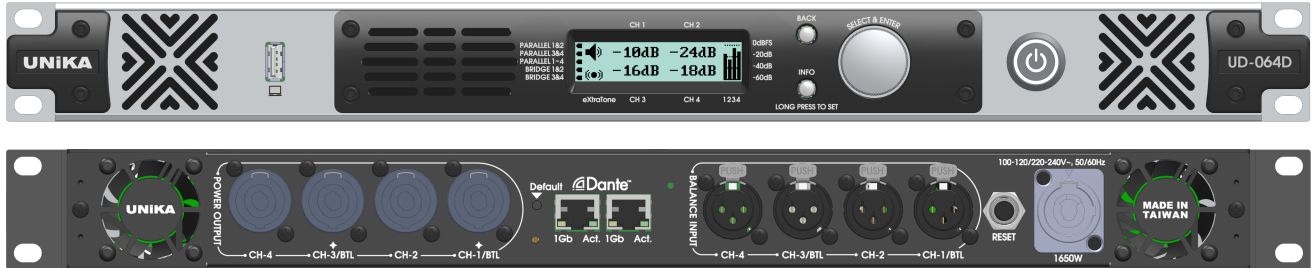 UNiKA
PARALLEL 1&2
PARALLEL 3&4
PARALLEL 1~4
BRIDGE 1&2
BRIDGE 3&4
CH 1 CH 2
-10dB -24dB
-16dB -18dB
eXtraTone CH 3 CH 4 1234
0dBFS
-20dB
-40dB
-60dB
BACK
INFO
LONG PRESS TO SET
SELECT & ENTER
UD-064D
UNiKA
POWER OUTPUT
CH-4 CH-3/BTL CH-2 CH-1/BTL
Default Dante™
1Gb Act. 1Gb Act.
BALANCE INPUT
PUSH PUSH PUSH PUSH
CH-4 CH-3/BTL CH-2 CH-1/BTL
RESET
100-120/220-240V~, 50/60Hz
1650W
MADE IN
TAIWAN